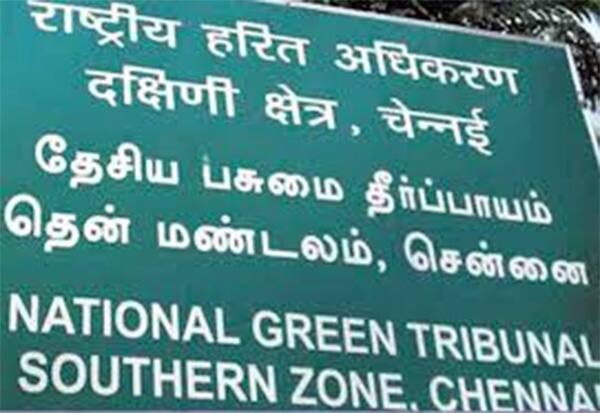 राष्ट्रीय हरित अधिकरण
दक्षिणी क्षेत्र, चेन्नई
தேசிய பசுமை தீர்ப்பாயம்
தென் மண்டலம், சென்னை
NATIONAL GREEN TRIBUNAL
SOUTHERN ZONE, CHENNAI